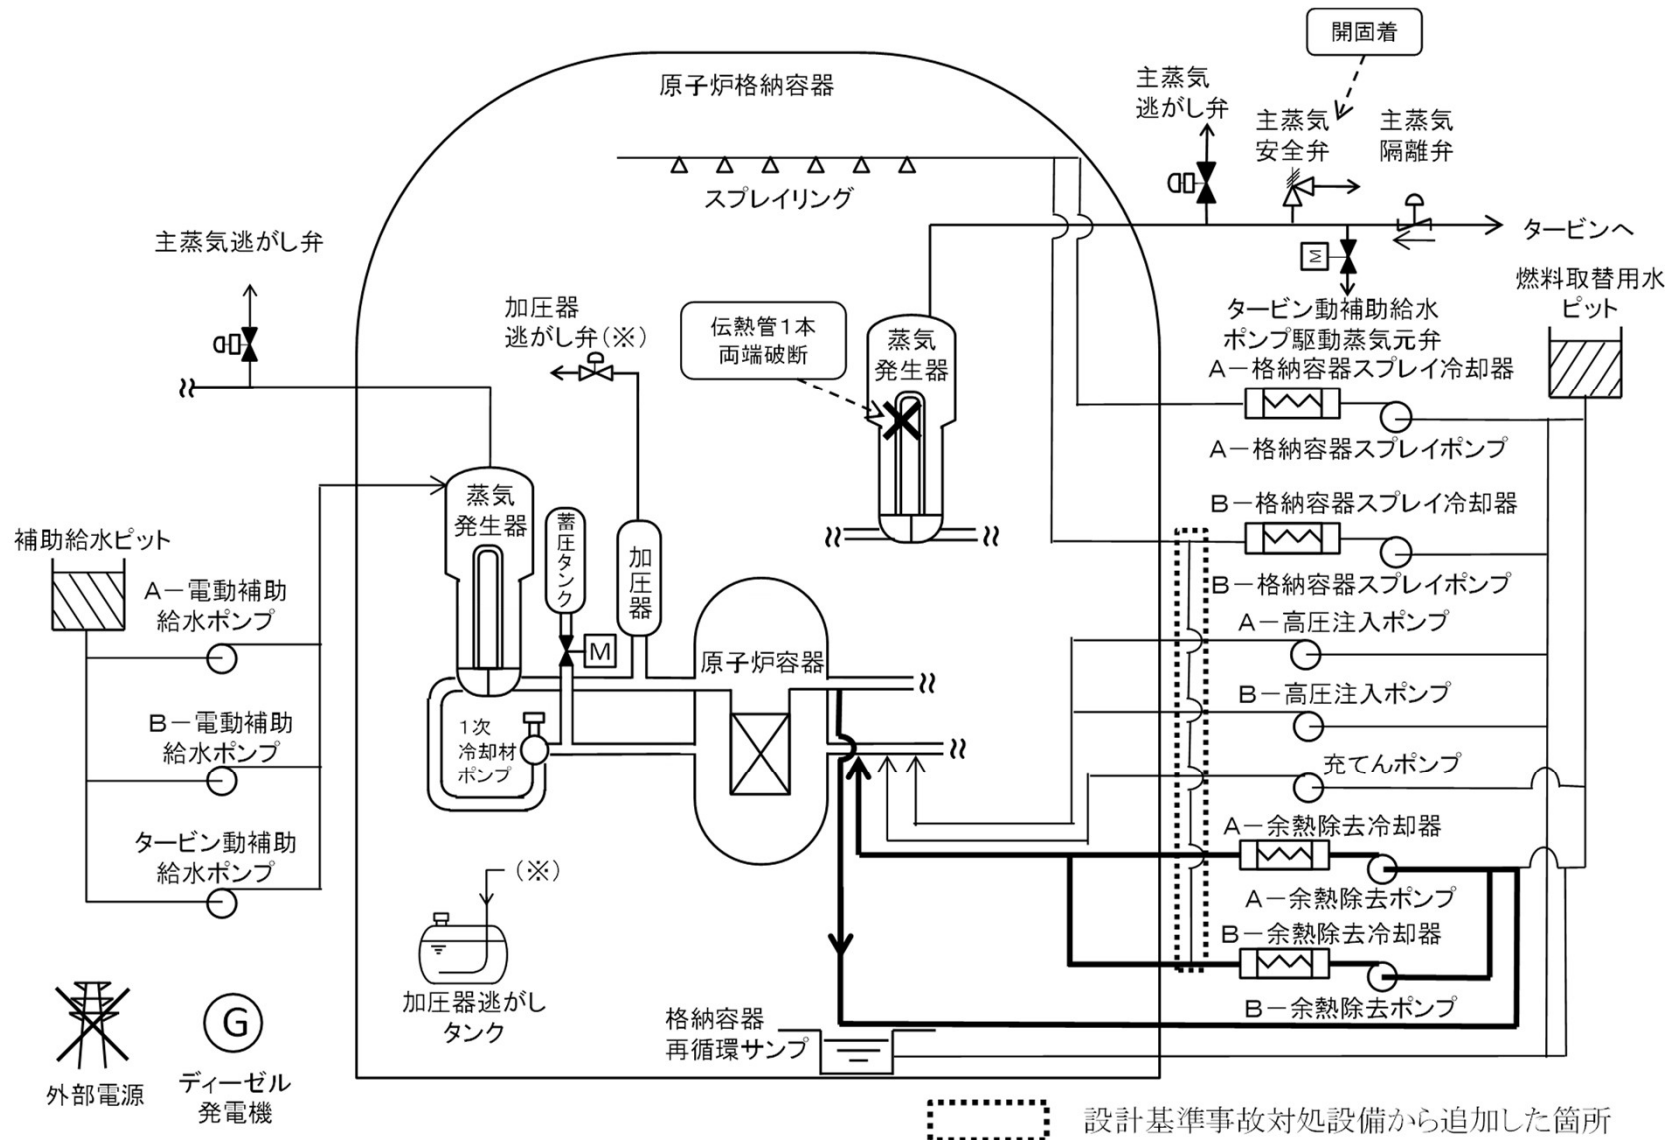 開固着
原子炉格納容器
主蒸気
逃がし弁
主蒸気
安全弁
主蒸気
隔離弁
スプレイリング
タービンへ
主蒸気逃がし弁
燃料取替用水
ピット
加圧器
逃がし弁(※)
伝熱管1本
両端破断
蒸気
発生器
M
タービン動補助給水
ポンプ駆動蒸気元弁
A-格納容器スプレイ冷却器
A-格納容器スプレイポンプ
蒸気
発生器
蓄圧タンク
加圧器
B-格納容器スプレイ冷却器
B-格納容器スプレイポンプ
補助給水ピット
A-電動補助
給水ポンプ
A-高圧注入ポンプ
M
原子炉容器
B-高圧注入ポンプ
B-電動補助
給水ポンプ
1次
冷却材
ポンプ
充てんポンプ
タービン動補助
給水ポンプ
A-余熱除去冷却器
A-余熱除去ポンプ
(※)
B-余熱除去冷却器
B-余熱除去ポンプ
加圧器逃がし
タンク
格納容器
再循環サンプ
G
外部電源
ディーゼル
発電機
設計基準事故対処設備から追加した箇所